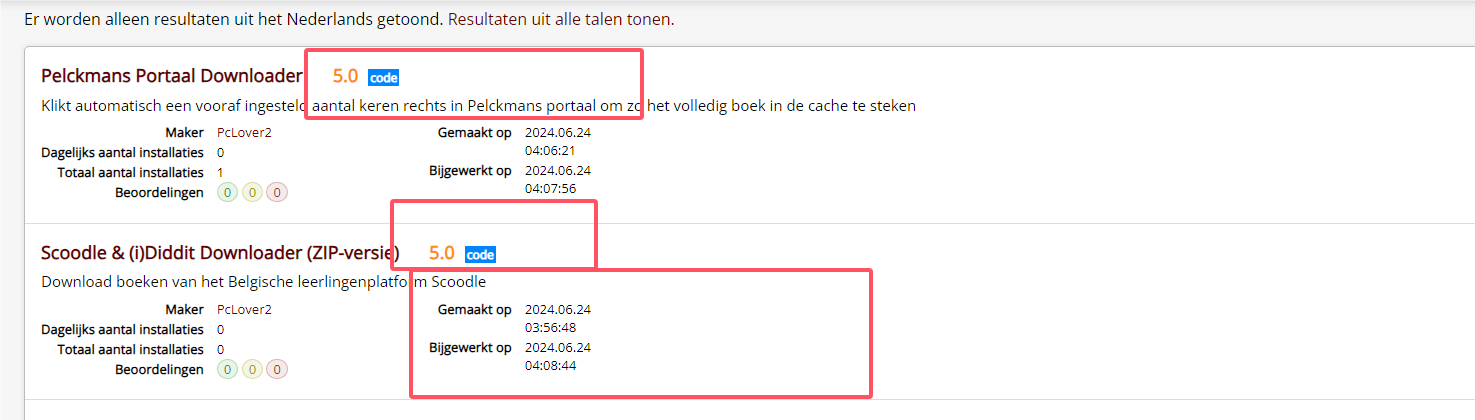 Er worden alleen resultaten uit het Nederlands getoond. Resultaten uit alle talen tonen.
Pelckmans Portaal Downloader 5.0 code
Klikt automatisch een vooraf ingesteld aantal keren rechts in Pelckmans portaal om zo het volledig boek in de cache te steken
Maker PcLover2
Dagelijks aantal installaties 0
Totaal aantal installaties 1
Beoordelingen 0 0 0
Gemaakt op 2024.06.24
04:06:21
Bijgewerkt op 2024.06.24
04:07:56
Scoodle & (i)Diddit Downloader (ZIP-versie) 5.0 code
Download boeken van het Belgische leerlingenplatform Scoodle
Maker PcLover2
Dagelijks aantal installaties 0
Totaal aantal installaties 0
Beoordelingen 0 0 0
Gemaakt op 2024.06.24
03:56:48
Bijgewerkt op 2024.06.24
04:08:44